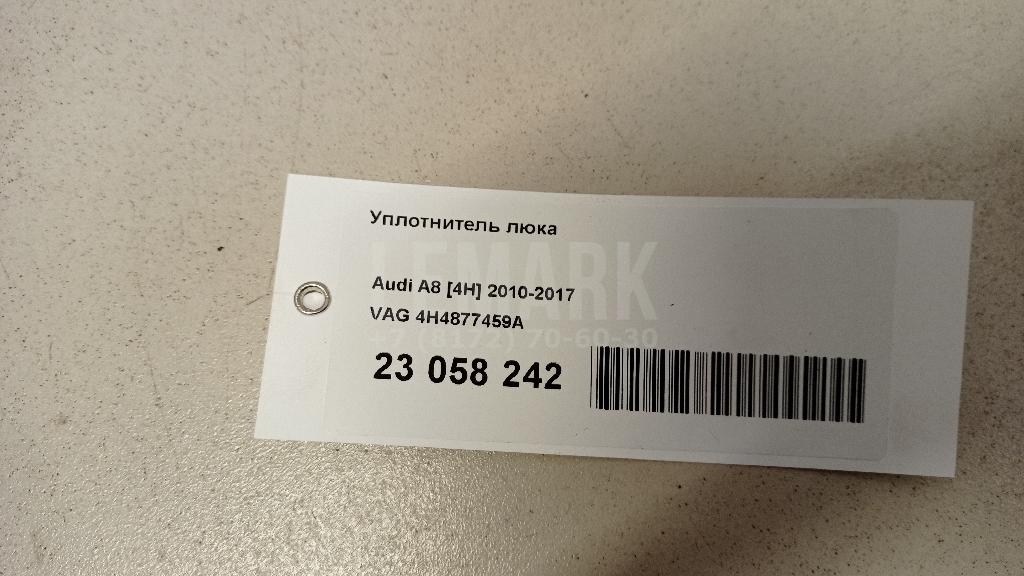 Уплотнитель люка
LEMARK
Audi A8 [4H] 2010-2017
VAG 4H4877459A
+7 (8172) 70-60-30
23 058 242